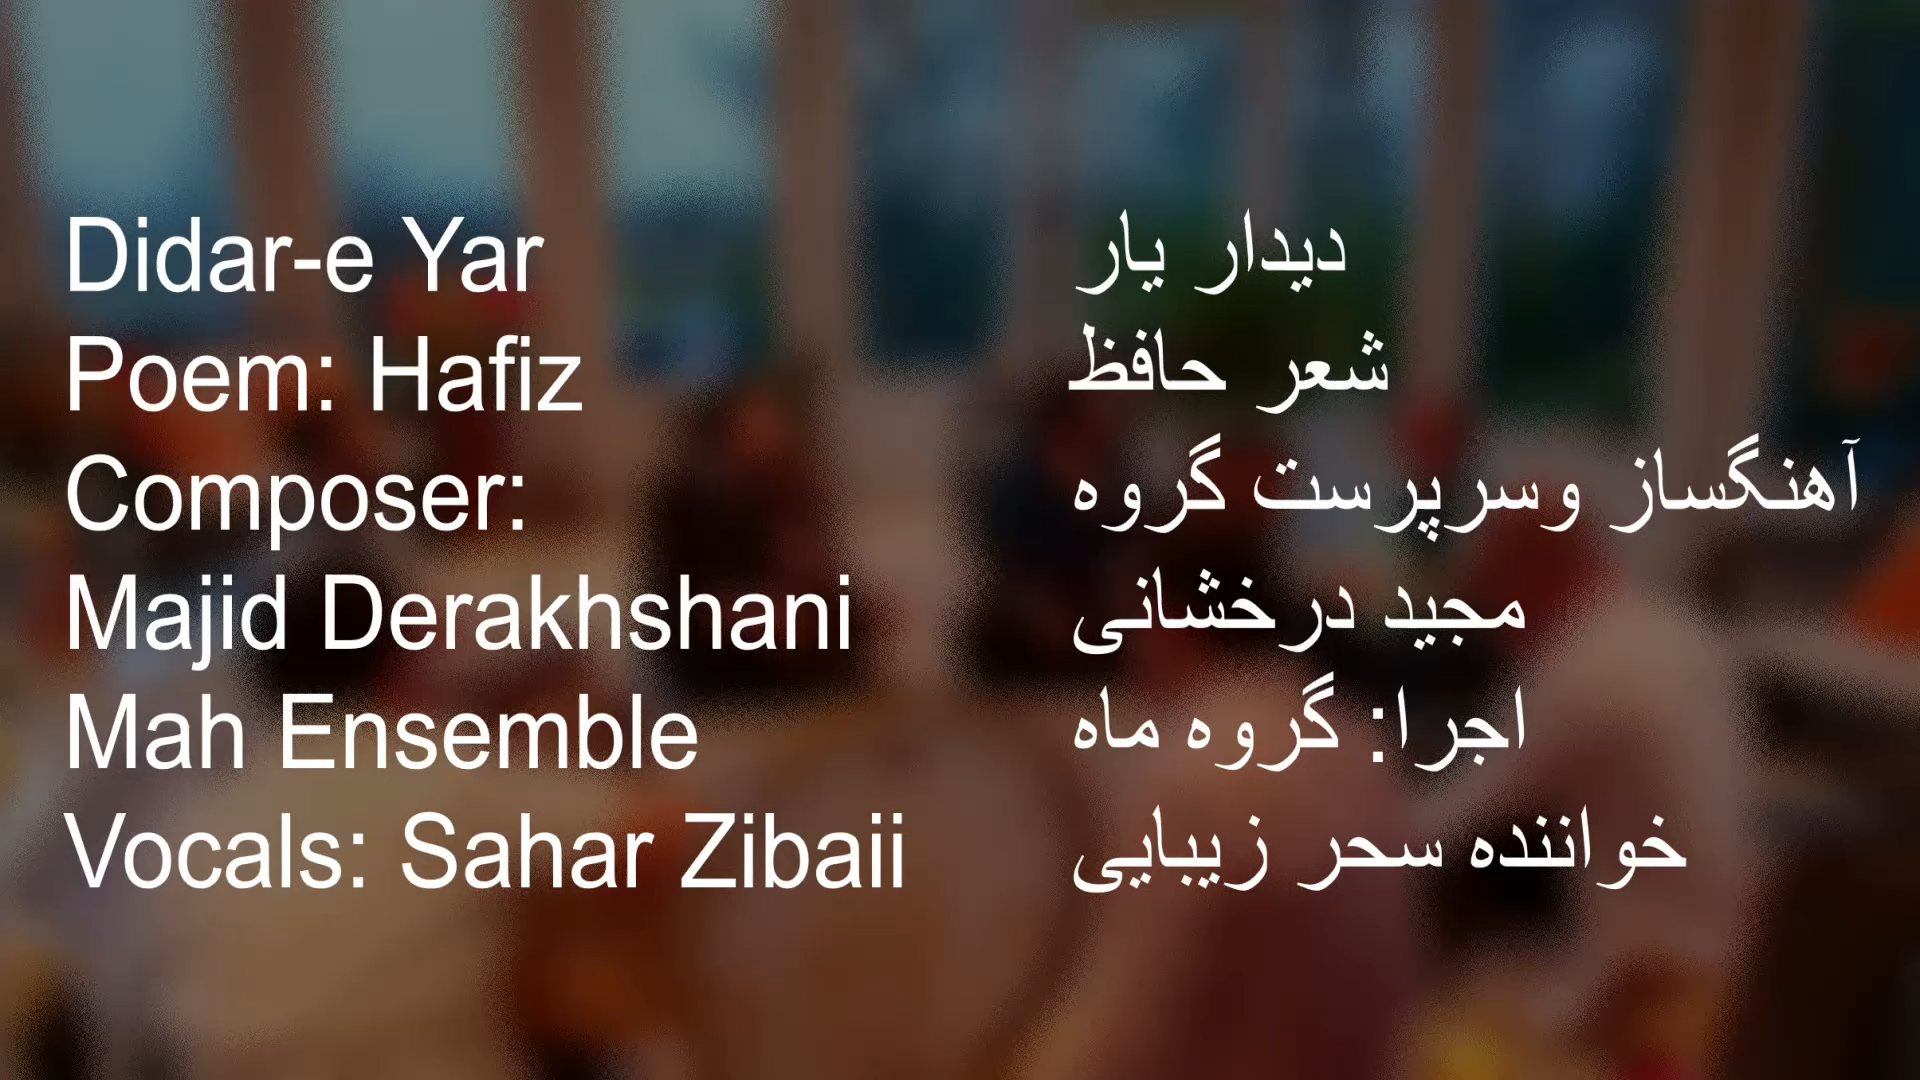 Didar-e Yar
Poem: Hafiz
Composer:
Majid Derakhshani
Mah Ensemble
Vocals: Sahar Zibaii
دیدار یار
شعر حافظ
آهنگساز وسرپرست گروه
مجید درخشانی
اجرا: گروه ماه
خواننده سحر زیبایی